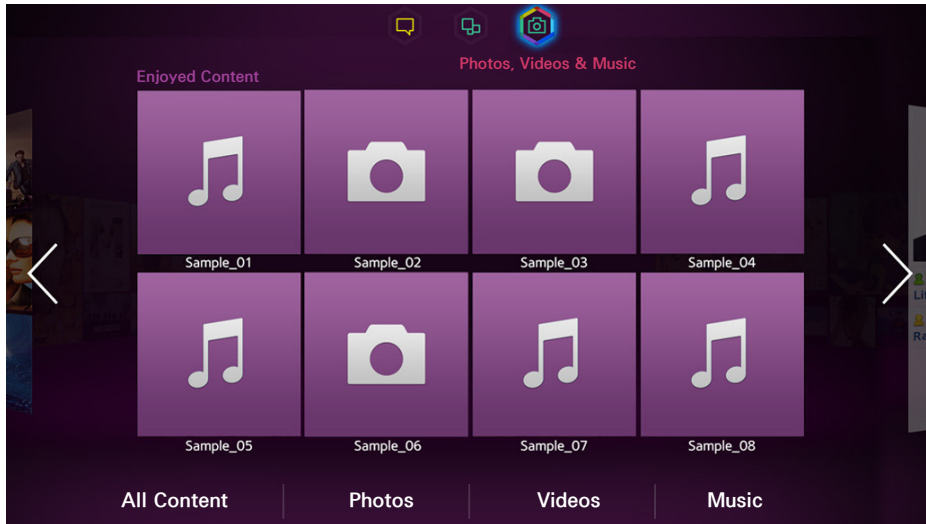 Photos, Videos & Music
Enjoyed Content
Sample_01
Sample_02
Sample_03
Sample_04
Sample_05
Sample_06
Sample_07
Sample_08
All Content
Photos
Videos
Music